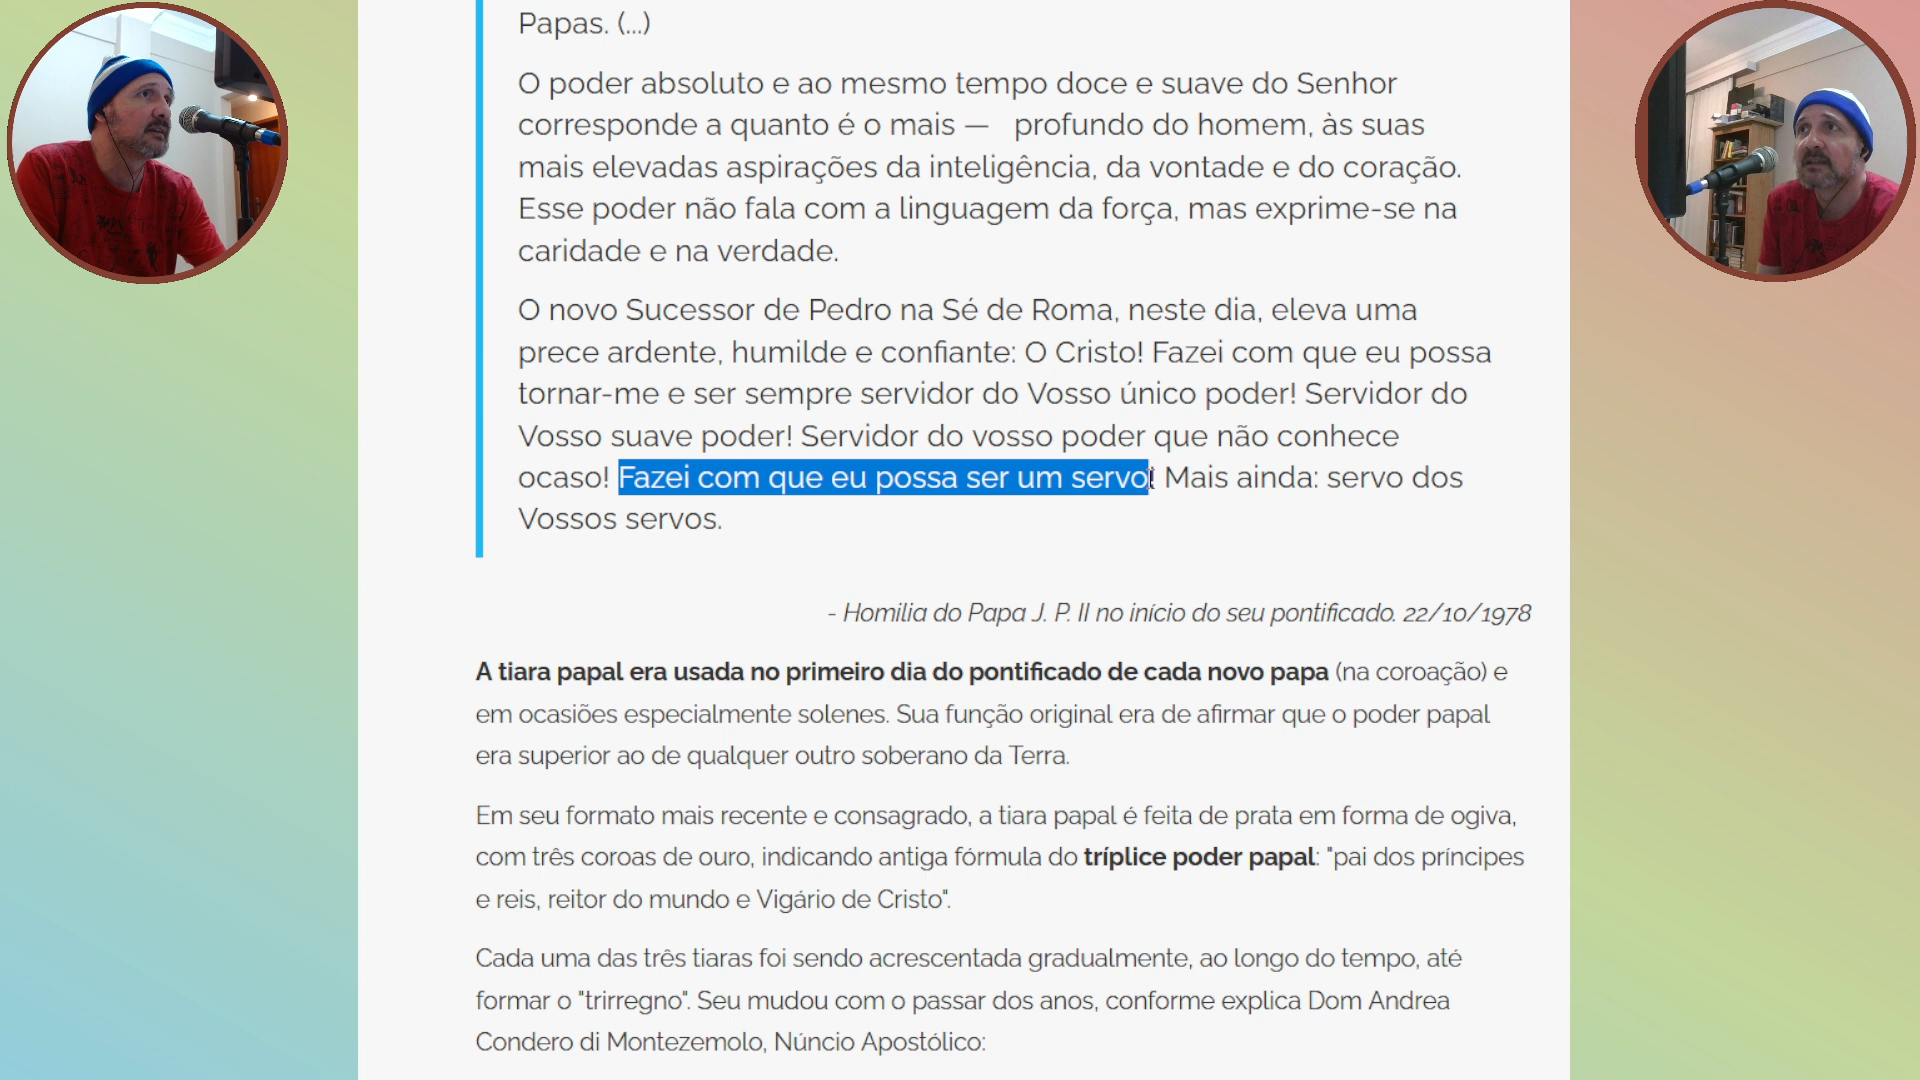 Papas. (...)
O poder absoluto e ao mesmo tempo doce e suave do Senhor
corresponde a quanto é o mais — profundo do homem, às suas
mais elevadas aspirações da inteligência, da vontade e do coração.
Esse poder não fala com a linguagem da força, mas exprime-se na
caridade e na verdade.
O novo Sucessor de Pedro na Sé de Roma, neste dia, eleva uma
prece ardente, humilde e confiante: O Cristo! Fazei com que eu possa
tornar-me e ser sempre servidor do Vosso único poder! Servidor do
Vosso suave poder! Servidor do vosso poder que não conhece
ocaso! Fazei com que eu possa ser um servo! Mais ainda: servo dos
Vossos servos.
- Homilia do Papa J. P. II no início do seu pontificado. 22/10/1978
A tiara papal era usada no primeiro dia do pontificado de cada novo papa (na coroação) e
em ocasiões especialmente solenes. Sua função original era de afirmar que o poder papal
era superior ao de qualquer outro soberano da Terra.
Em seu formato mais recente e consagrado, a tiara papal é feita de prata em forma de ogiva,
com três coroas de ouro, indicando antiga fórmula do tríplice poder papal: "pai dos príncipes
e reis, reitor do mundo e Vigário de Cristo".
Cada uma das três tiaras foi sendo acrescentada gradualmente, ao longo do tempo, até
formar o "trirregno". Seu mudou com o passar dos anos, conforme explica Dom Andrea
Condero di Montezemolo, Núncio Apostólico: